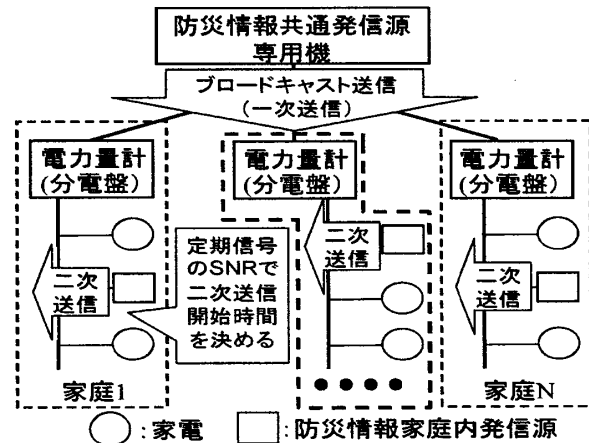 防災情報共通発信源
専用機
ブロードキャスト送信
(一次送信)
電力量計
(分電盤)
電力量計
(分電盤)
電力量計
(分電盤)
二次
送信
定期信号
のSNRで
二次送信
開始時間
を決める
二次
送信
二次
送信
家庭1
家庭N
:家電
:防災情報家庭内発信源